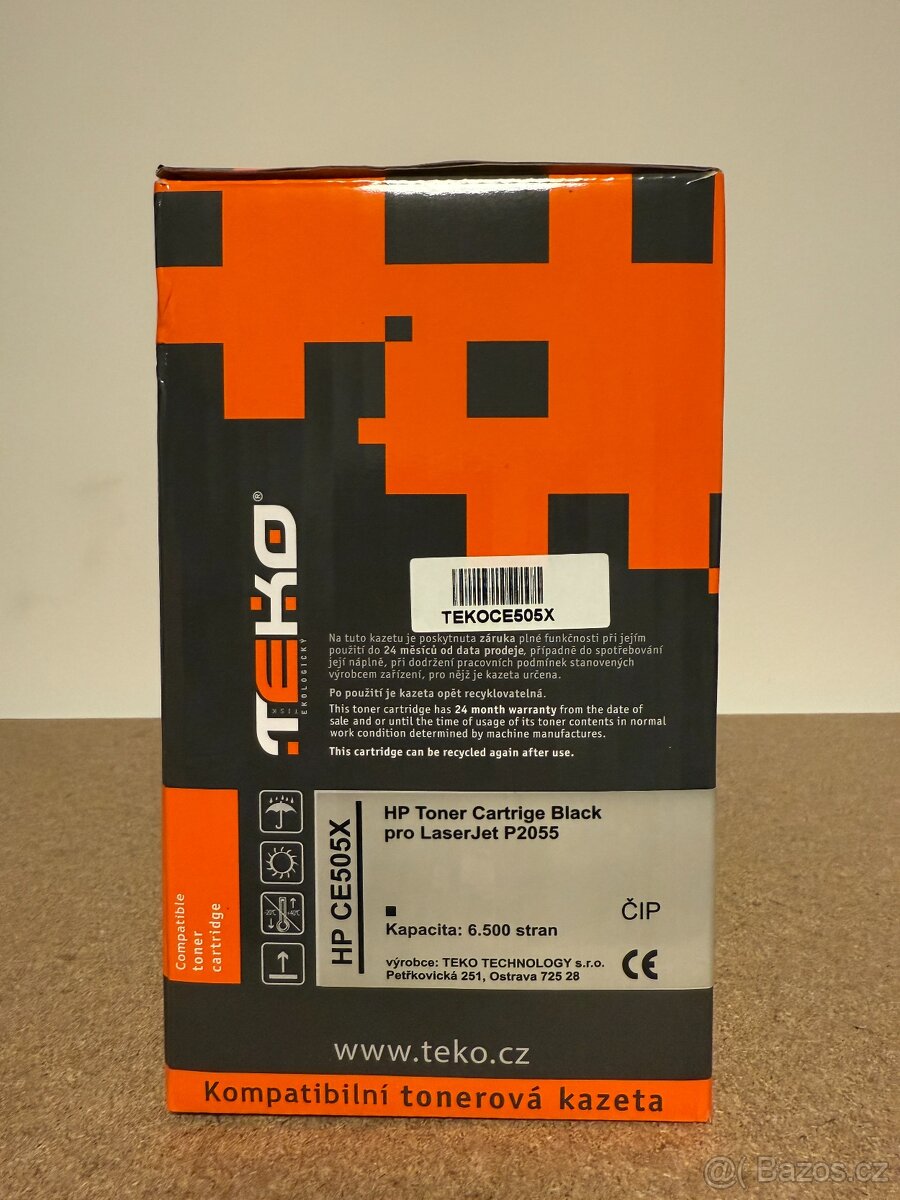 TEKO®
EKOLOGICKÝ
TISK
TEKOCE505X
Na tuto kazetu je poskytnuta záruka plné funkčnosti při jejím
použití do 24 měsíců od data prodeje, případně do spotřebování
její náplně, při dodržení pracovních podmínek stanovených
výrobcem zařízení, pro nějž je kazeta určena.
Po použití je kazeta opět recyklovatelná.
This toner cartridge has 24 month warranty from the date of
sale and or until the time of usage of its toner contents in normal
work condition determined by machine manufactures.
This cartridge can be recycled again after use.
Compatible
toner
cartridge
-20°C
+40°C
HP CE505X
HP Toner Cartrige Black
pro LaserJet P2055
ČIP
Kapacita: 6.500 stran
výrobce: TEKO TECHNOLOGY s.r.o.
Petřkovická 251, Ostrava 725 28
CE
www.teko.cz
Kompatibilní tonerová kazeta
@( Bazos.cz